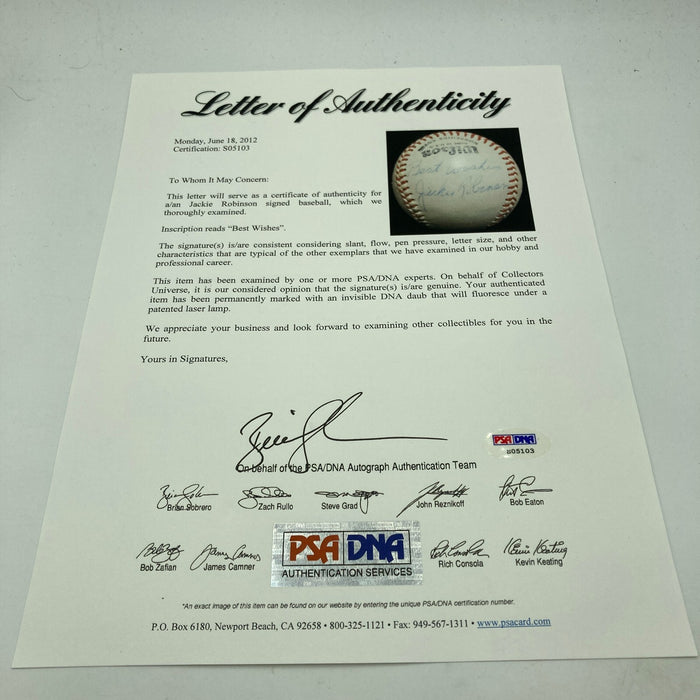 Letter of Authenticity
Monday, June 18, 2012
Certification: S05103
To Whom It May Concern:
This letter will serve as a certificate of authenticity for
a/an Jackie Robinson signed baseball, which we
thoroughly examined.
Inscription reads "Best Wishes".
Wilson
Best Wishes
Jackie Robinson
The signature(s) is/are consistent considering slant, flow, pen pressure, letter size, and other
characteristics that are typical of the other exemplars that we have examined in our hobby and
professional career.
This item has been examined by one or more PSA/DNA experts. On behalf of Collectors
Universe, it is our considered opinion that the signature(s) is/are genuine. Your authenticated
item has been permanently marked with an invisible DNA daub that will fluoresce under a
patented laser lamp.
We appreciate your business and look forward to examining other collectibles for you in the
future.
Yours in Signatures,
PSA DNA
S05103
On behalf of the PSA/DNA Autograph Authentication Team
Brian Sobrero Zach Rullo Steve Grad John Reznikoff Bob Eaton
James Camner Kevin Keating
Bob Zafian James Camner Rich Consola Kevin Keating
PSA DNA
AUTHENTICATION SERVICES
*An exact image of this item can be found on our website by entering the unique PSA/DNA certification number.
P.O. Box 6180, Newport Beach, CA 92658 • 800-325-1121 • Fax: 949-567-1311 • www.psacard.com